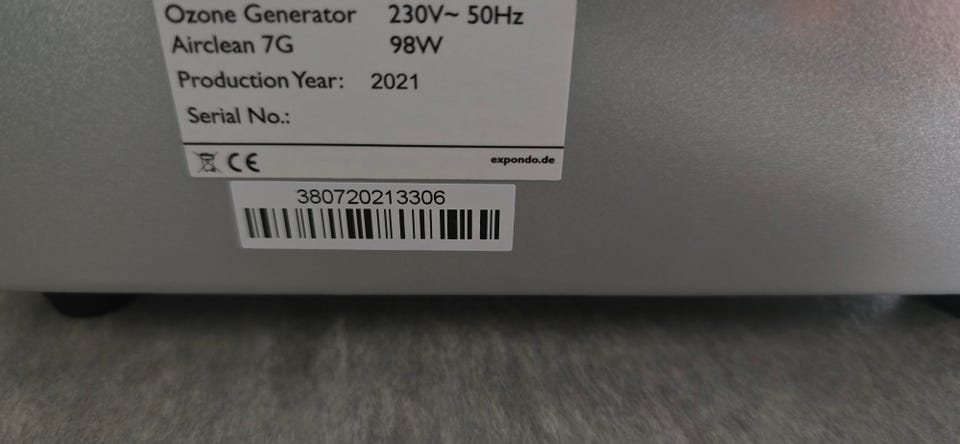 Ozone Generator 230V~ 50Hz
Airclean 7G 98W
Production Year: 2021
Serial No.:
CE expondo.de
380720213306